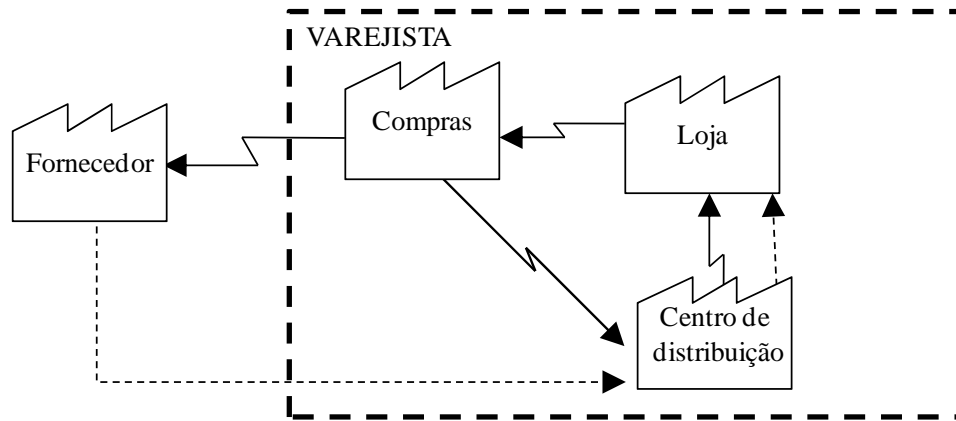 VAREJISTA
Compras
Loja
Fornecedor
Centro de
distribuição